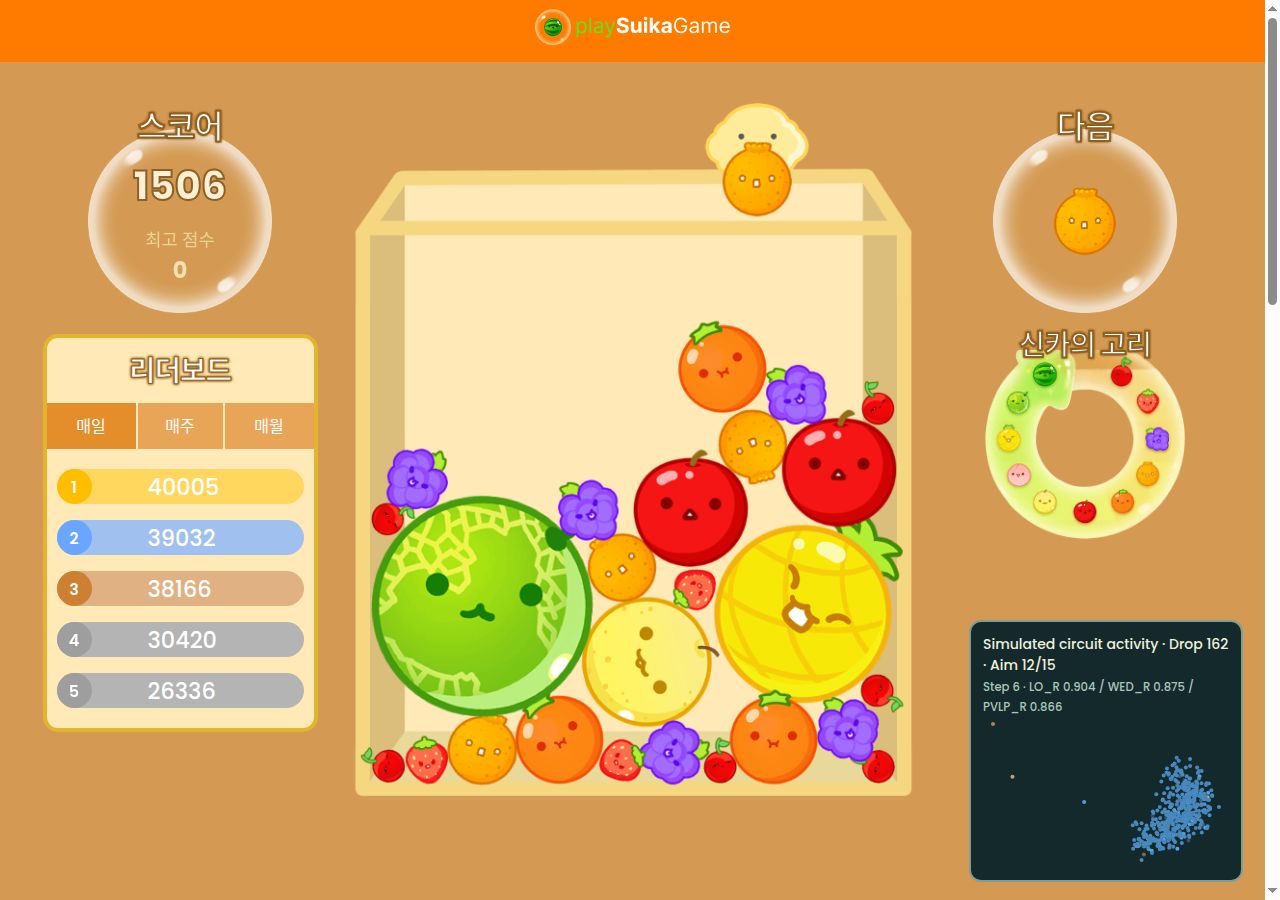 playSuikaGame
스코어
1506
최고 점수
0
리더보드
매일 매주 매월
1 40005
2 39032
3 38166
4 30420
5 26336
다음
신카의 고리
Simulated circuit activity · Drop 162
· Aim 12/15
Step 6 · LO_R 0.904 / WED_R 0.875 /
PVLP_R 0.866